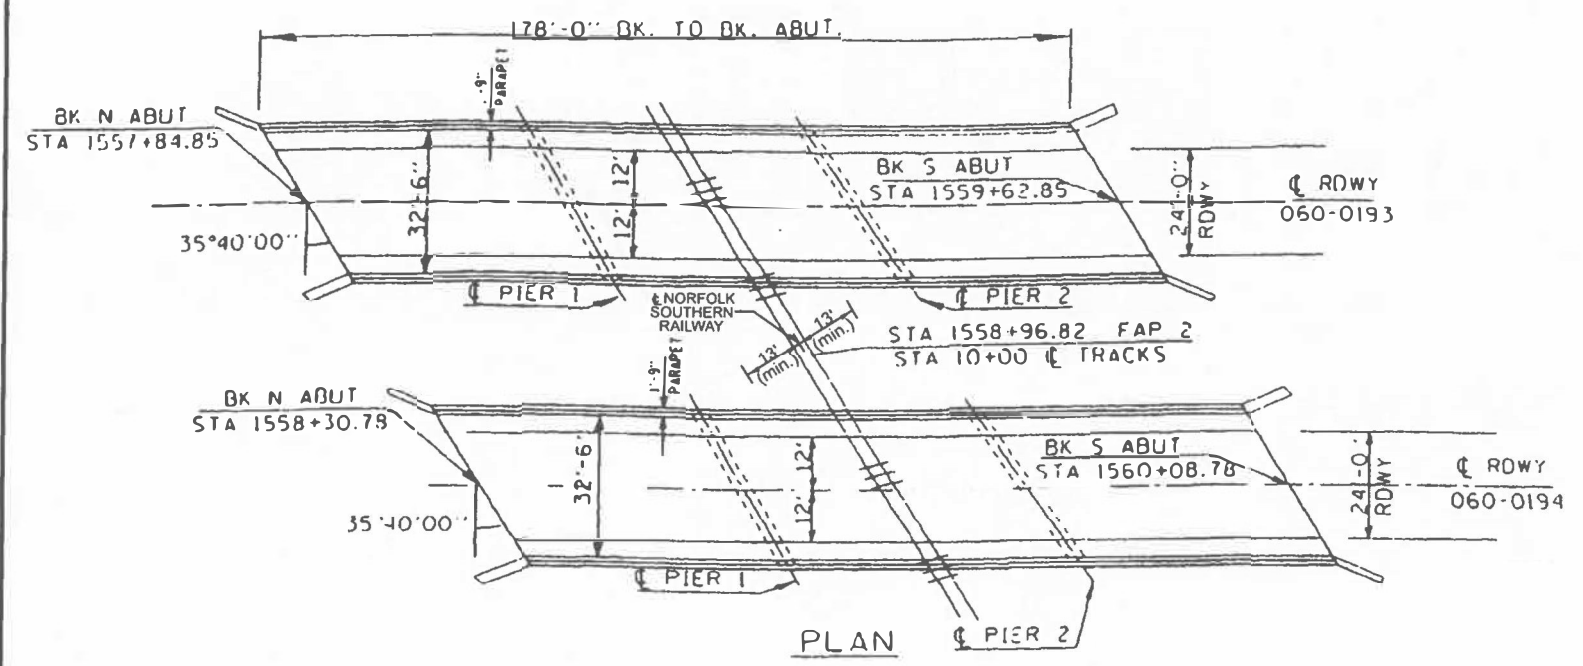 178'-0" BK. TO BK. ABUT.
PARAPET
BK N ABUT
STA 1557+84.85
32'-6"
12'
12'
BK S ABUT
STA 1559+62.85
24'-0"
RDWY
℄ RDWY
060-0193
35°40'00"
℄ PIER 1
℄ PIER 2
℄ NORFOLK
SOUTHERN
RAILWAY
13'
(min.)
13'
(min.)
STA 1558+96.82 FAP 2
STA 10+00 ℄ TRACKS
1'-9"
PARAPET
BK N ABUT
STA 1558+30.78
32'-6"
12'
12'
BK S ABUT
STA 1560+08.78
24'-0"
RDWY
℄ RDWY
060-0194
35°40'00"
℄ PIER 1
℄ PIER 2
PLAN